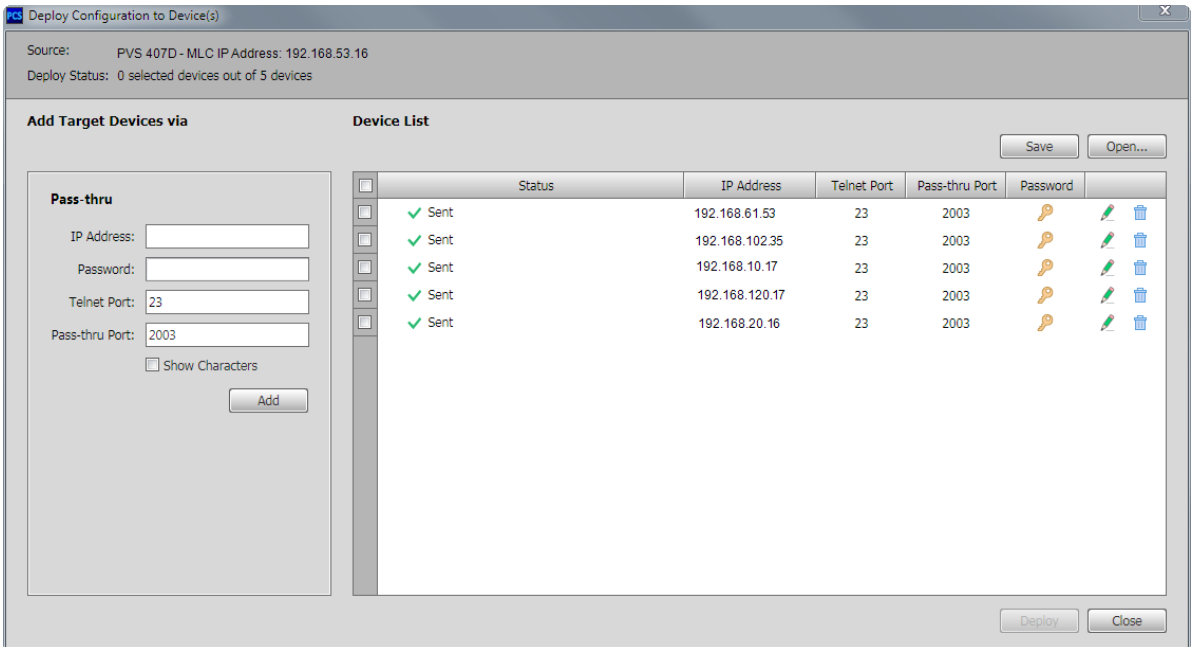 PCS Deploy Configuration to Device(s) X
Source: PVS 407D - MLC IP Address: 192.168.53.16
Deploy Status: 0 selected devices out of 5 devices
Add Target Devices via
Device List
Save Open...
Pass-thru
IP Address:
Password:
Telnet Port: 23
Pass-thru Port: 2003
Show Characters
Add
Status IP Address Telnet Port Pass-thru Port Password
Sent 192.168.61.53 23 2003
Sent 192.168.102.35 23 2003
Sent 192.168.10.17 23 2003
Sent 192.168.120.17 23 2003
Sent 192.168.20.16 23 2003
Deploy Close